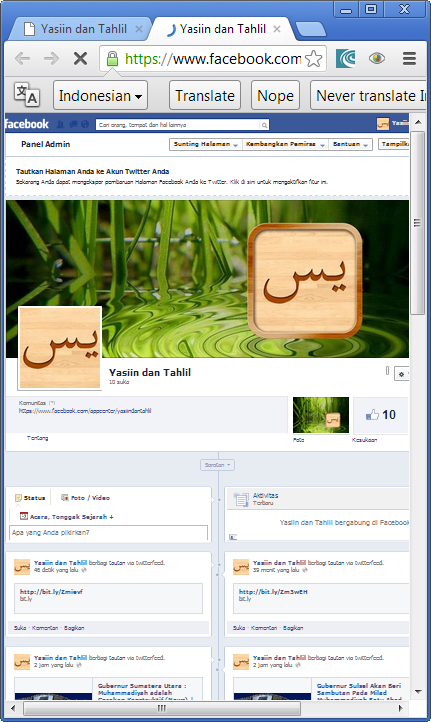 Yasiin dan Tahlil
Yasiin dan Tahlil
https://www.facebook.com
Indonesian
Translate
Nope
Never translate In
facebook
Cari orang, tempat dan hal lainnya
Yasiin
Panel Admin
Sunting Halaman
Kembangkan Pemirsa
Bantuan
Tampilk
Tautkan Halaman Anda ke Akun Twitter Anda
Sekarang Anda dapat mengekspor pembaruan Halaman Facebook Anda ke Twitter. Klik di sini untuk mengaktifkan fitur ini.
يس
يس
Yasiin dan Tahlil
10 suka
Komunitas (?)
https://www.facebook.com/appcenter/yasiindantahlil
Tentang
Foto
10
Kesukaan
Sorotan
Status
Foto / Video
Acara, Tonggak Sejarah +
Apa yang Anda pikirkan?
Aktivitas
Terbaru
Yasiin dan Tahlil bergabung di Facebook
Yasiin dan Tahlil berbagi tautan via twitterfeed.
48 detik yang lalu
http://bit.ly/Zmievf
bit.ly
Suka · Komentari · Bagikan
Yasiin dan Tahlil berbagi tautan via twitterfeed.
39 menit yang lalu
http://bit.ly/Zm3wEH
bit.ly
Suka · Komentari · Bagikan
Yasiin dan Tahlil berbagi tautan via twitterfeed.
2 jam yang lalu
Gubernur Sumatera Utara :
Muhammadiyah adalah
Yasiin dan Tahlil berbagi tautan via twitterfeed.
2 jam yang lalu
Gubernur Sulsel Akan Beri
Sambutan Pada Milad